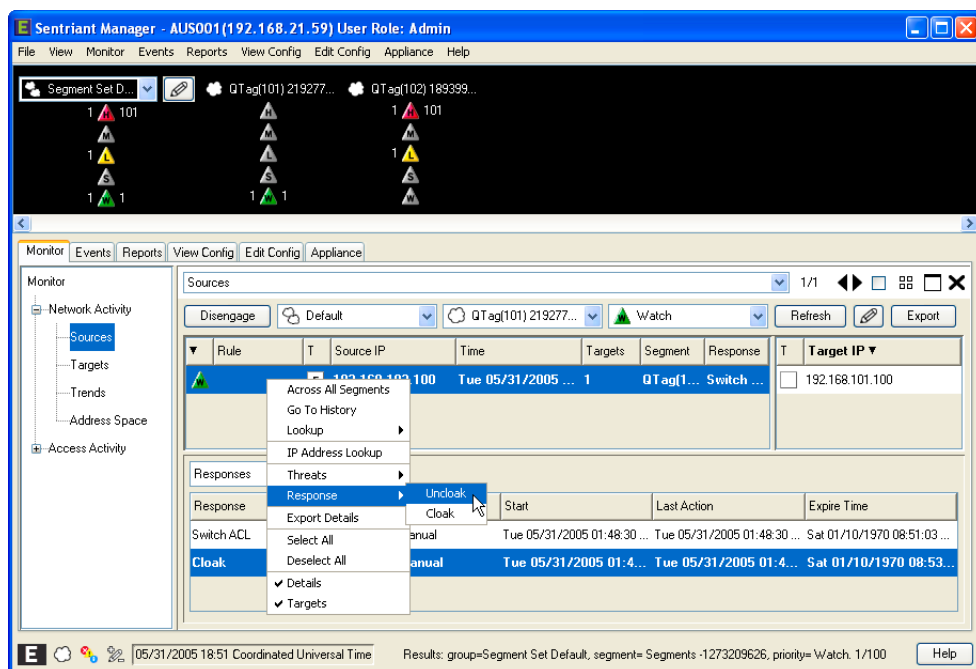 E Sentriant Manager - AUS001(192.168.21.59) User Role: Admin
File View Monitor Events Reports View Config Edit Config Appliance Help
Segment Set D... QTag(101) 219277... QTag(102) 189399...
1 H 101 H 1 H 101
M M M
1 L L 1 L
S S S
1 W 1 1 W 1 W
Monitor Events Reports View Config Edit Config Appliance
Monitor
Network Activity
Sources
Targets
Trends
Address Space
Access Activity
Sources 1/1
Disengage Default QTag(101) 219277... W Watch Refresh Export
Rule T Source IP Time Targets Segment Response T Target IP
W 192.168.102.100 Tue 05/31/2005 ... 1 QTag(1... Switch ... 192.168.101.100
Across All Segments
Go To History
Lookup
IP Address Lookup
Threats
Response
Export Details
Select All
Deselect All
Details
Targets
Uncloak
Cloak
Responses
Response Start Last Action Expire Time
Switch ACL anual Tue 05/31/2005 01:48:30 ... Tue 05/31/2005 01:48:30 ... Sat 01/10/1970 08:51:03 ...
Cloak anual Tue 05/31/2005 01:4... Tue 05/31/2005 01:4... Sat 01/10/1970 08:53...
E 05/31/2005 18:51 Coordinated Universal Time Results: group=Segment Set Default, segment= Segments -1273209626, priority= Watch. 1/100 Help